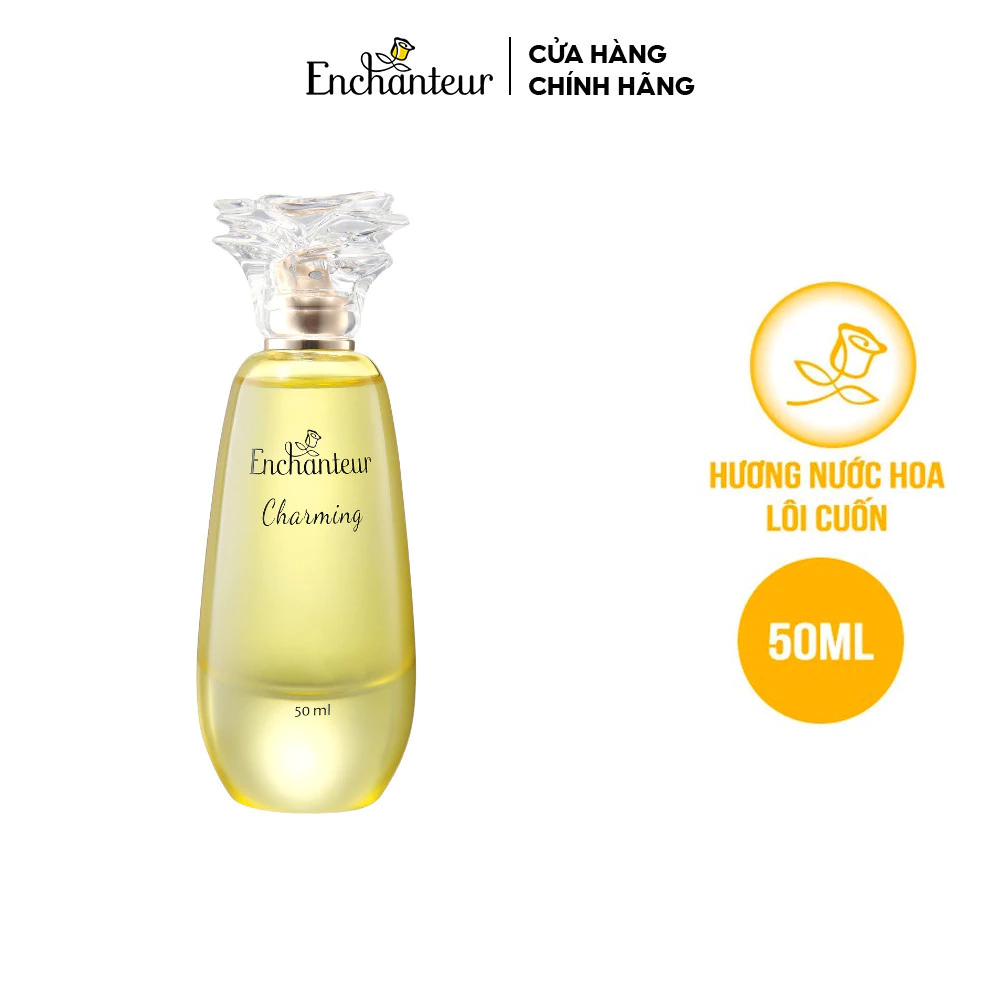 Enchanteur
CỬA HÀNG
CHÍNH HÃNG
Enchanteur
Charming
50 ml
HƯƠNG NƯỚC HOA
LÔI CUỐN
50ML